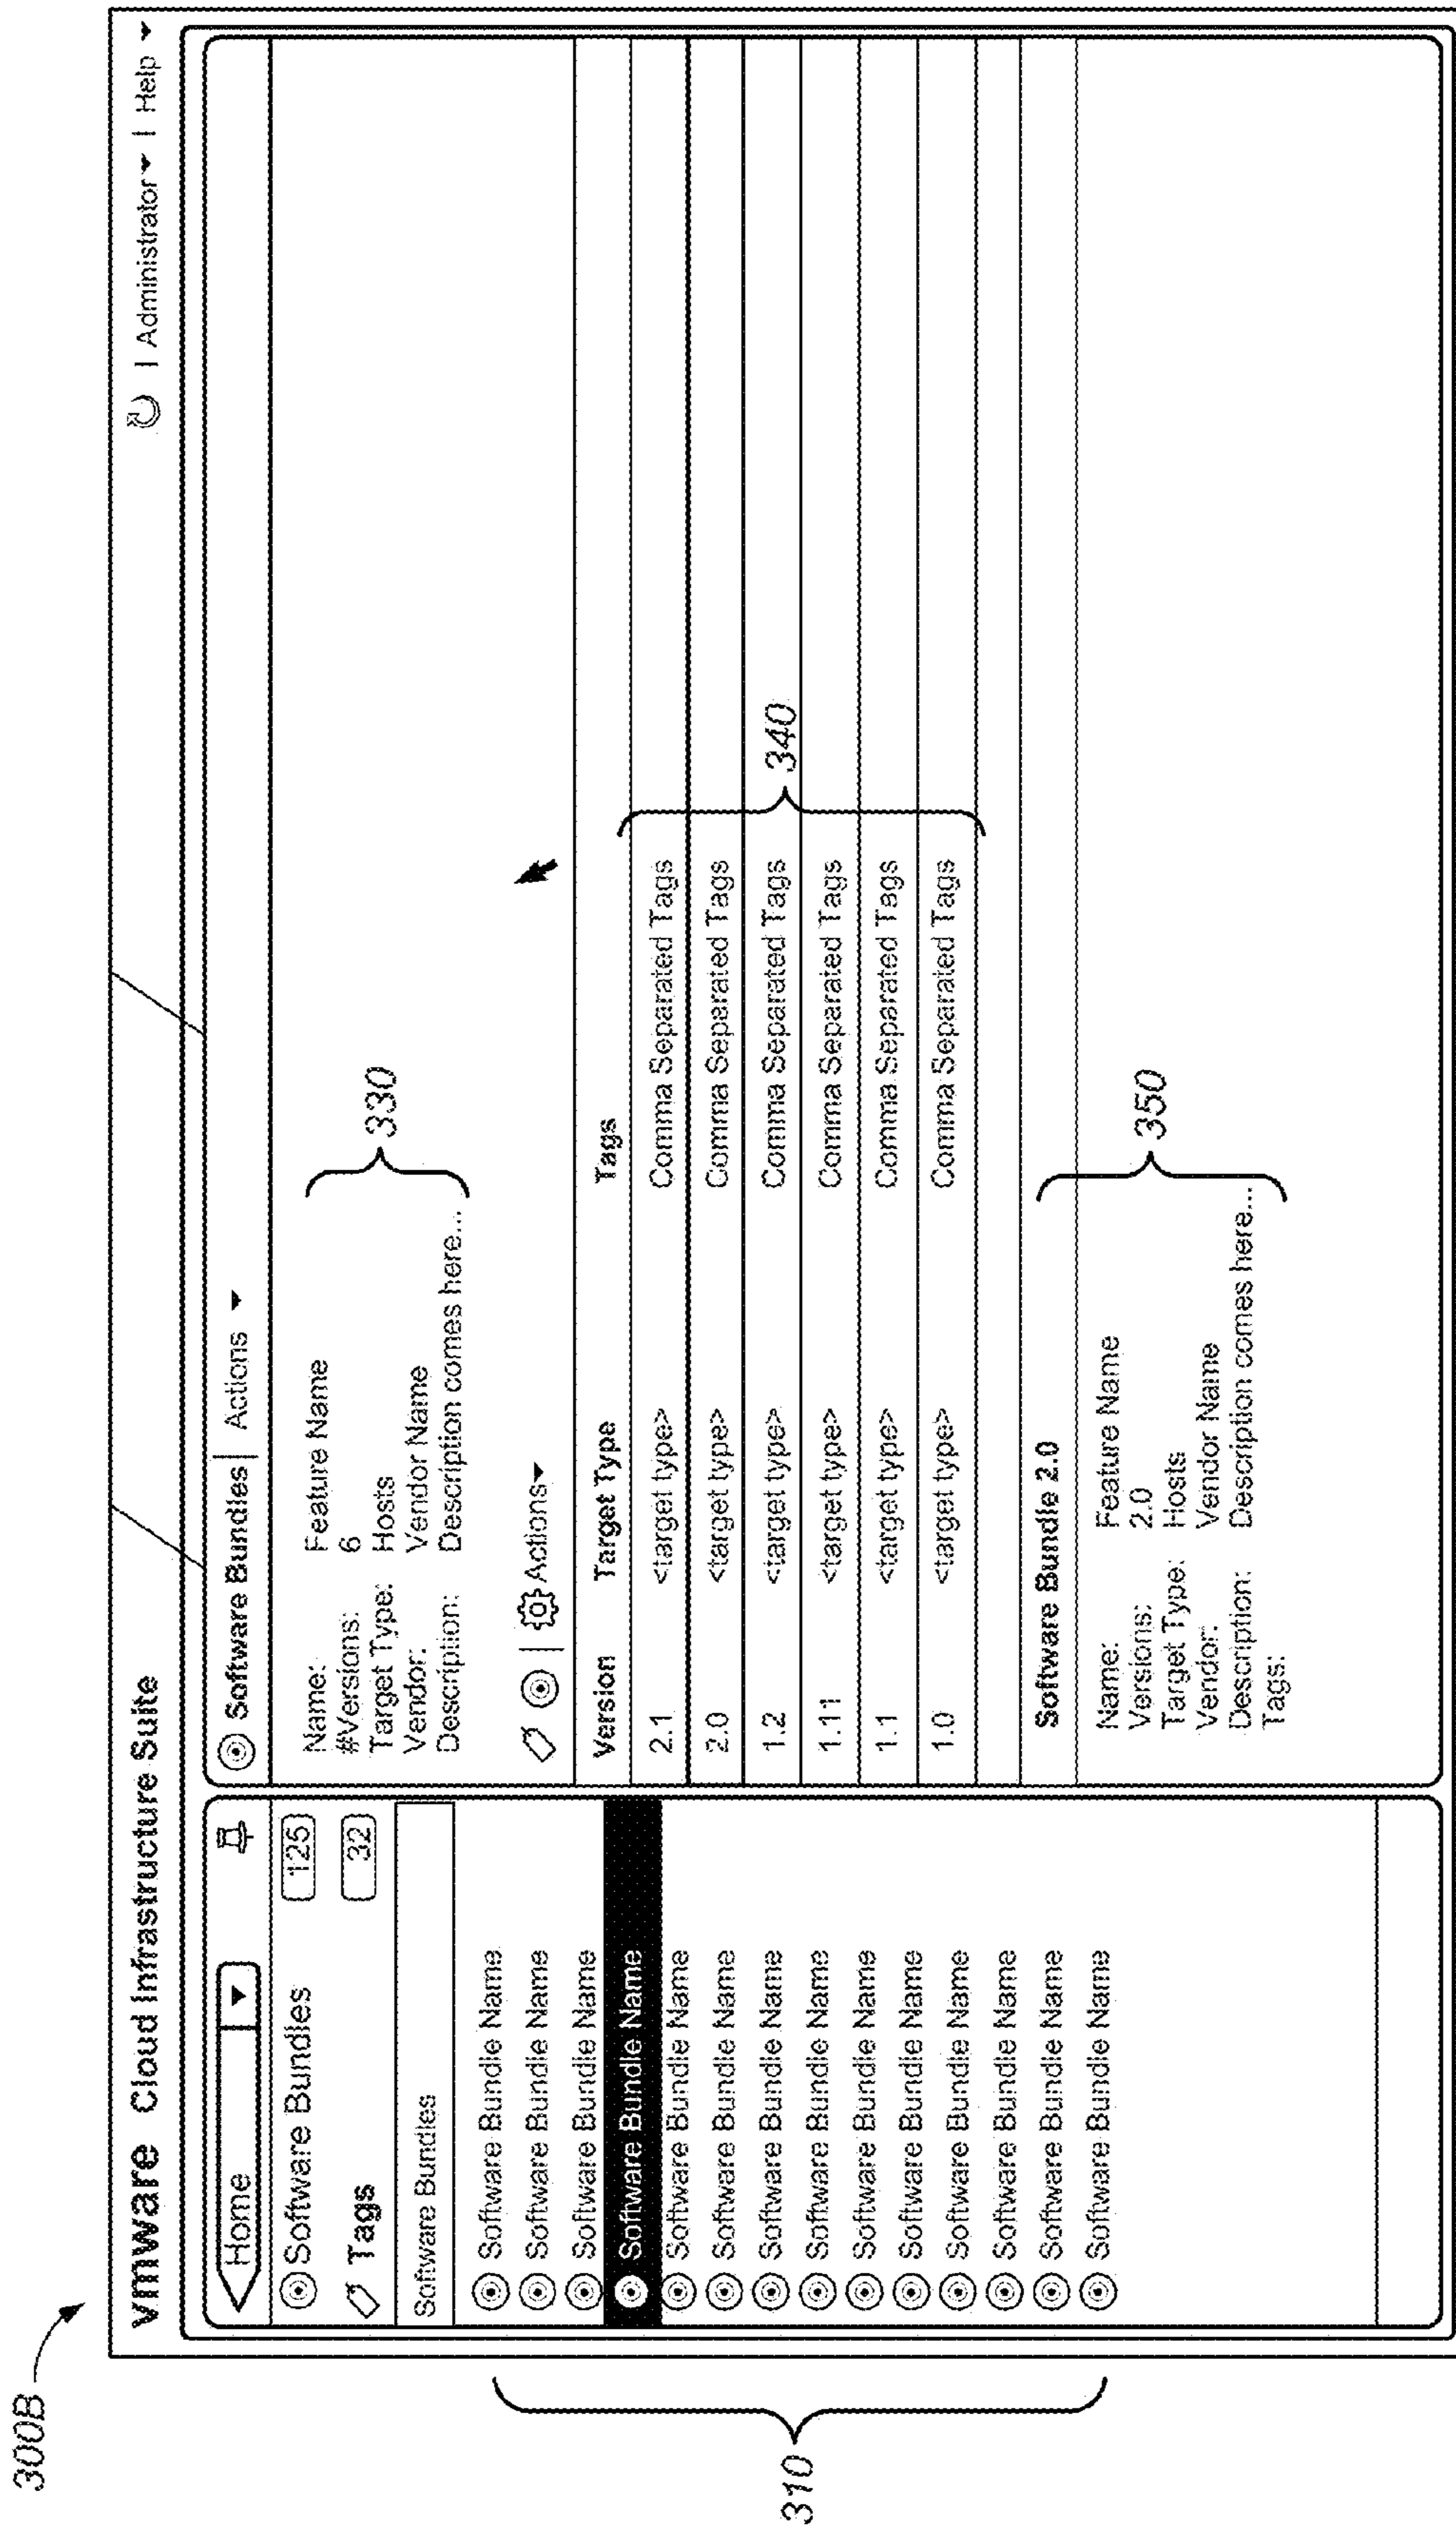 300B
vmware Cloud Infrastructure Suite
| Administrator | Help
Home
Software Bundles 125
Tags 32
Software Bundles
Software Bundle Name
Software Bundle Name
Software Bundle Name
Software Bundle Name
Software Bundle Name
Software Bundle Name
Software Bundle Name
Software Bundle Name
Software Bundle Name
Software Bundle Name
Software Bundle Name
Software Bundle Name
Software Bundle Name
Software Bundle Name
310
Software Bundles | Actions
Name: Feature Name
#Versions: 6
Target Type: Hosts
Vendor: Vendor Name
Description: Description comes here...
330
| Actions
Version Target Type Tags
2.1 <target type> Comma Separated Tags
2.0 <target type> Comma Separated Tags
1.2 <target type> Comma Separated Tags
1.11 <target type> Comma Separated Tags
1.1 <target type> Comma Separated Tags
1.0 <target type> Comma Separated Tags
340
Software Bundle 2.0
Name: Feature Name
Versions: 2.0
Target Type: Hosts
Vendor: Vendor Name
Description: Description comes here...
Tags:
350